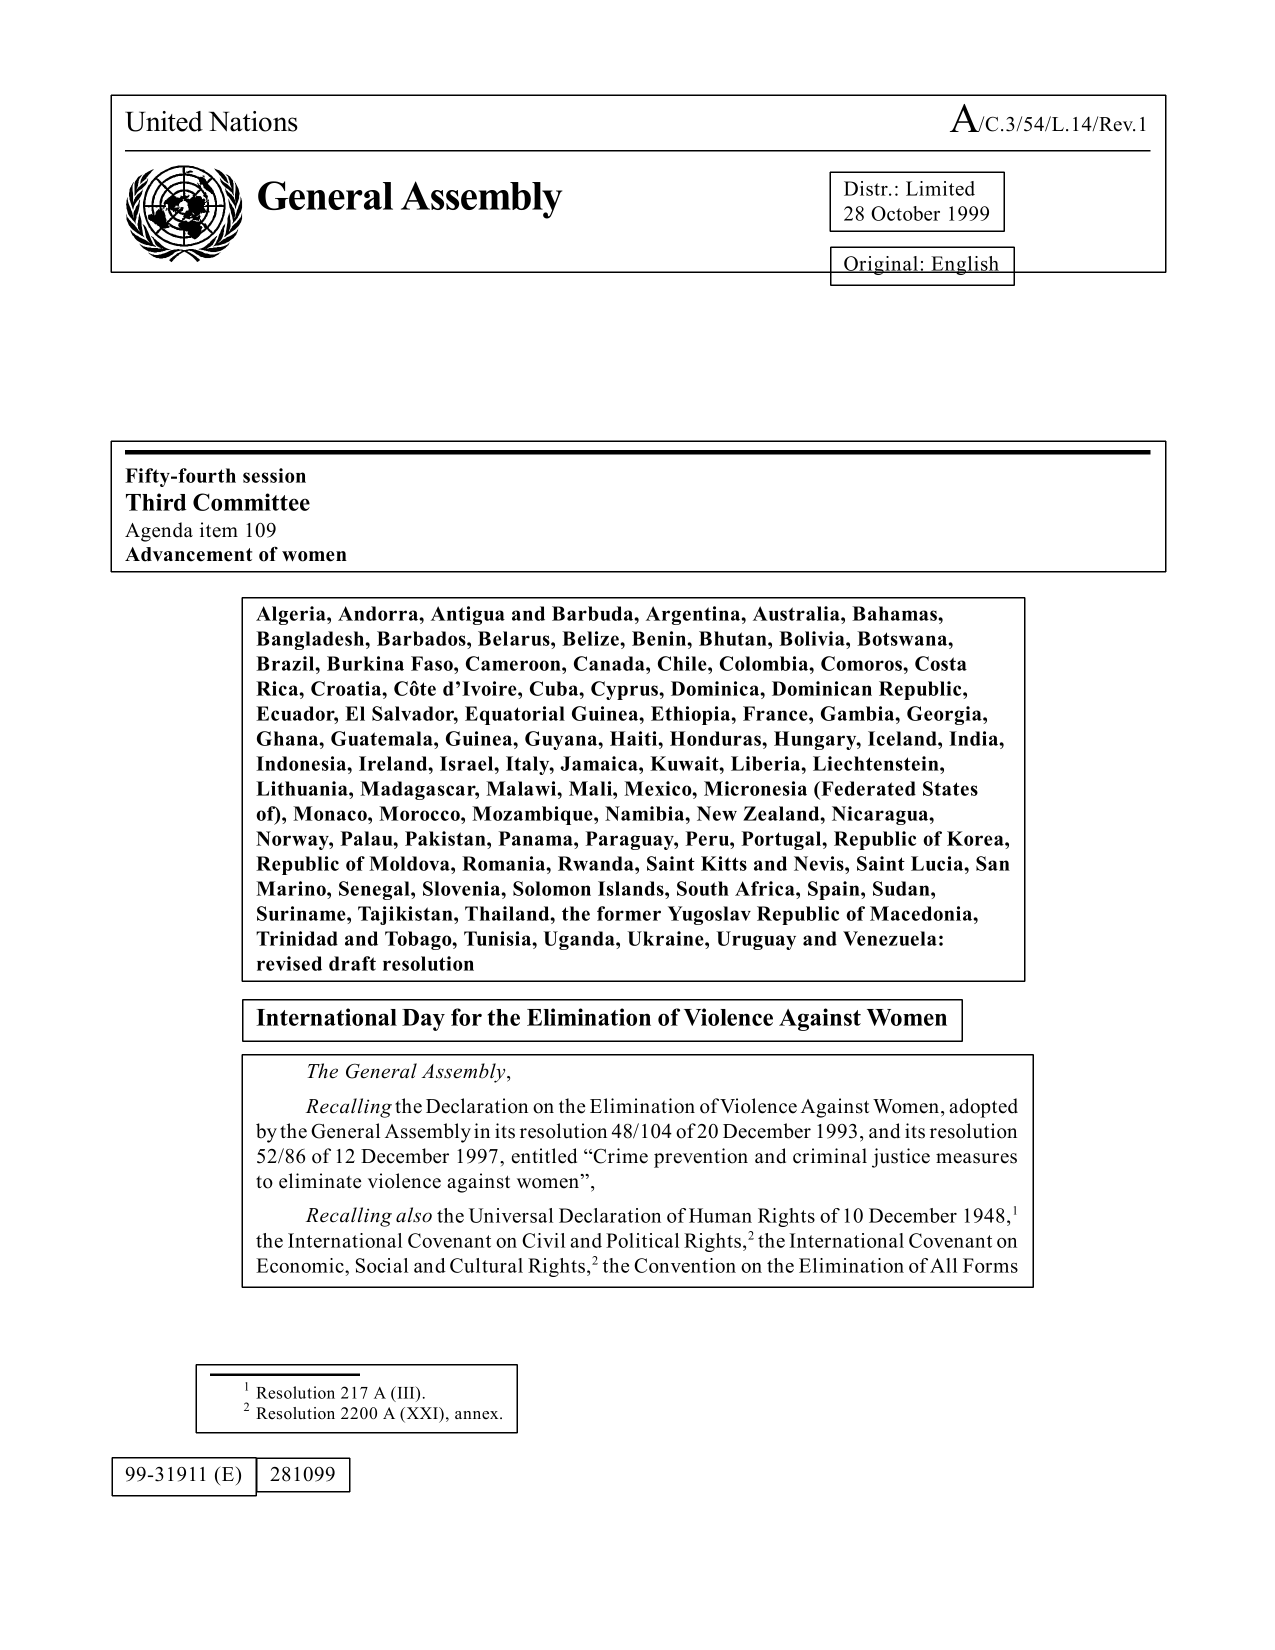 United Nations
A/C.3/54/L.14/Rev.1
General Assembly
Distr.: Limited
28 October 1999
Original: English
Fifty-fourth session
Third Committee
Agenda item 109
Advancement of women
Algeria, Andorra, Antigua and Barbuda, Argentina, Australia, Bahamas,
Bangladesh, Barbados, Belarus, Belize, Benin, Bhutan, Bolivia, Botswana,
Brazil, Burkina Faso, Cameroon, Canada, Chile, Colombia, Comoros, Costa
Rica, Croatia, Côte d’Ivoire, Cuba, Cyprus, Dominica, Dominican Republic,
Ecuador, El Salvador, Equatorial Guinea, Ethiopia, France, Gambia, Georgia,
Ghana, Guatemala, Guinea, Guyana, Haiti, Honduras, Hungary, Iceland, India,
Indonesia, Ireland, Israel, Italy, Jamaica, Kuwait, Liberia, Liechtenstein,
Lithuania, Madagascar, Malawi, Mali, Mexico, Micronesia (Federated States
of), Monaco, Morocco, Mozambique, Namibia, New Zealand, Nicaragua,
Norway, Palau, Pakistan, Panama, Paraguay, Peru, Portugal, Republic of Korea,
Republic of Moldova, Romania, Rwanda, Saint Kitts and Nevis, Saint Lucia, San
Marino, Senegal, Slovenia, Solomon Islands, South Africa, Spain, Sudan,
Suriname, Tajikistan, Thailand, the former Yugoslav Republic of Macedonia,
Trinidad and Tobago, Tunisia, Uganda, Ukraine, Uruguay and Venezuela:
revised draft resolution
International Day for the Elimination of Violence Against Women
The General Assembly,
Recalling the Declaration on the Elimination of Violence Against Women, adopted
by the General Assembly in its resolution 48/104 of 20 December 1993, and its resolution
52/86 of 12 December 1997, entitled “Crime prevention and criminal justice measures
to eliminate violence against women”,
Recalling also the Universal Declaration of Human Rights of 10 December 1948,1
the International Covenant on Civil and Political Rights,2 the International Covenant on
Economic, Social and Cultural Rights,2 the Convention on the Elimination of All Forms
1 Resolution 217 A (III).
2 Resolution 2200 A (XXI), annex.
99-31911 (E) 281099